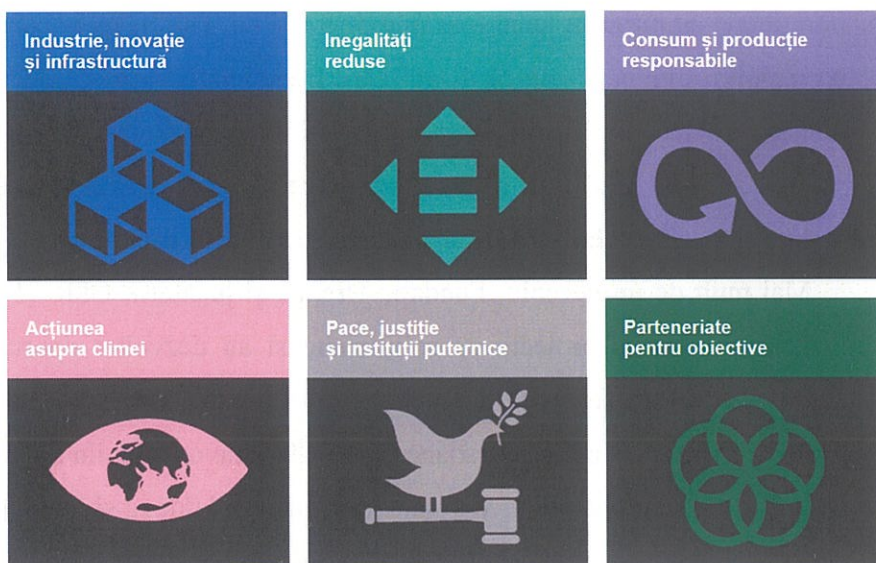 Industrie, inovație
și infrastructură
Inegalități
reduse
Consum și producție
responsabile
Acțiunea
asupra climei
Pace, justiție
și instituții puternice
Parteneriate
pentru obiective